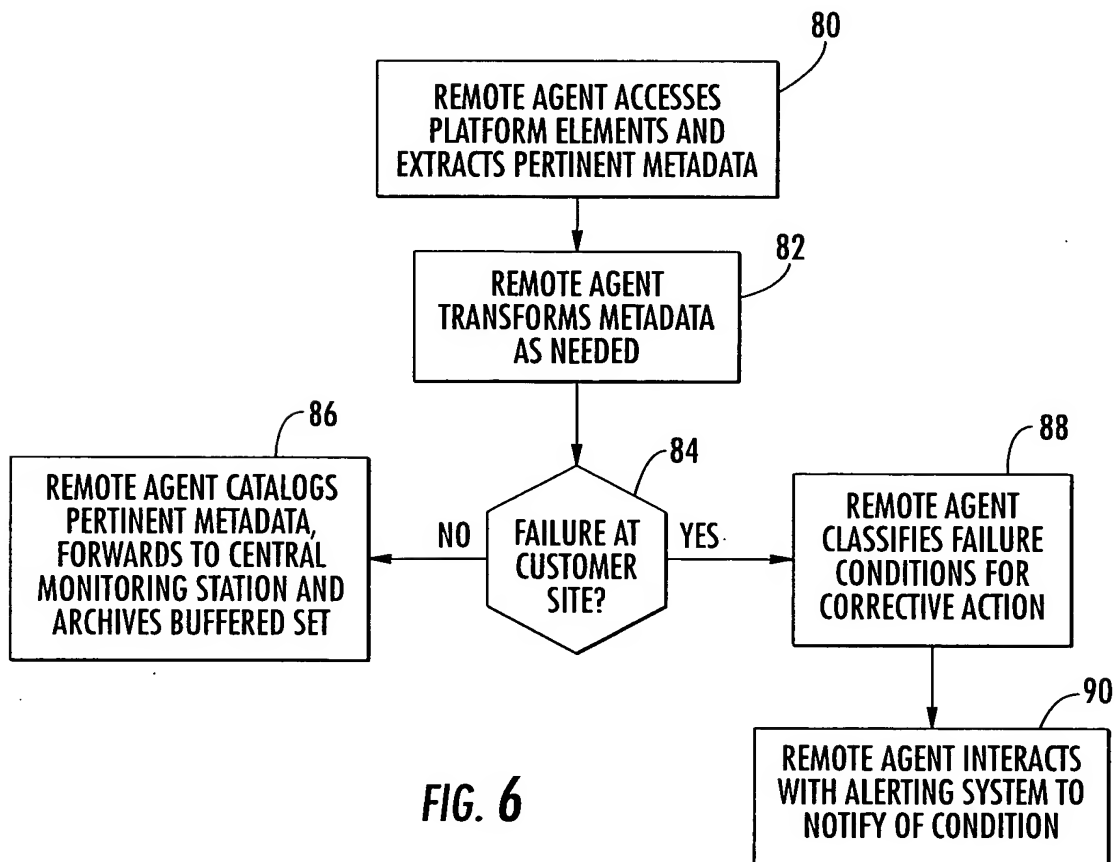 80
REMOTE AGENT ACCESSES
PLATFORM ELEMENTS AND
EXTRACTS PERTINENT METADATA
82
REMOTE AGENT
TRANSFORMS METADATA
AS NEEDED
86
REMOTE AGENT CATALOGS
PERTINENT METADATA,
FORWARDS TO CENTRAL
MONITORING STATION AND
ARCHIVES BUFFERED SET
NO
84
FAILURE AT
CUSTOMER
SITE?
YES
88
REMOTE AGENT
CLASSIFIES FAILURE
CONDITIONS FOR
CORRECTIVE ACTION
90
REMOTE AGENT INTERACTS
WITH ALERTING SYSTEM TO
NOTIFY OF CONDITION
FIG. 6